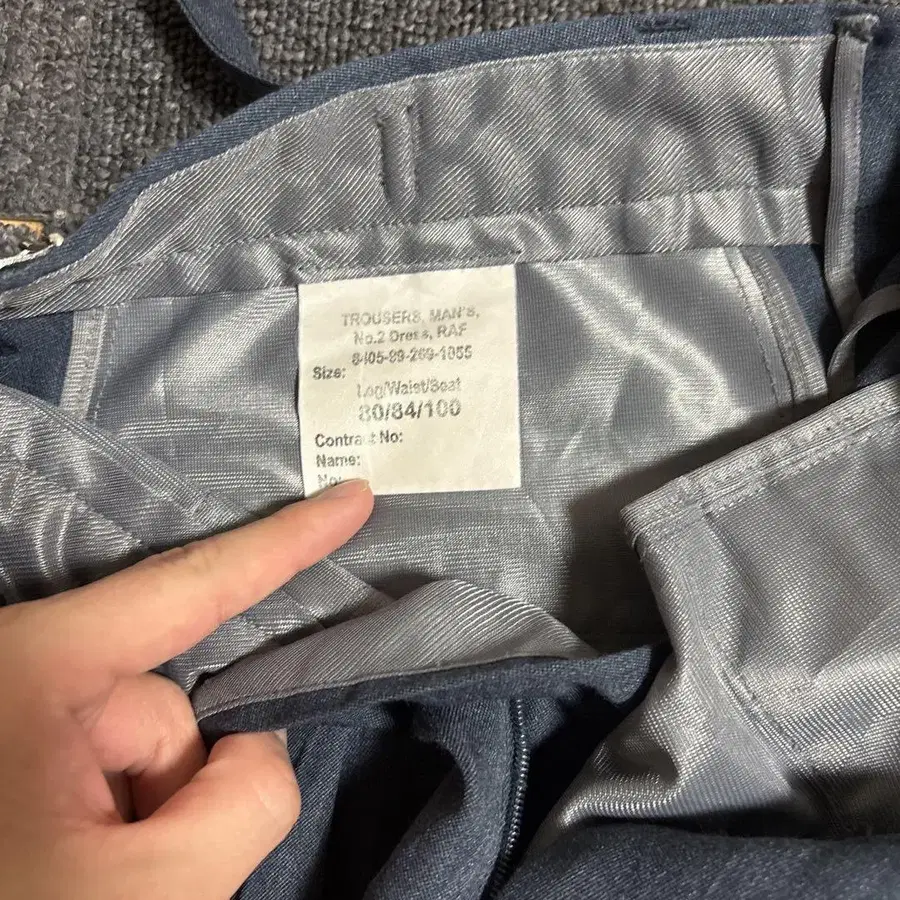 TROUSERS, MAN'S,
No.2 Dress, RAF
8405-99-269-1055
Size:
Leg/Waist/Seat
80/84/100
Contract No:
Name:
No: